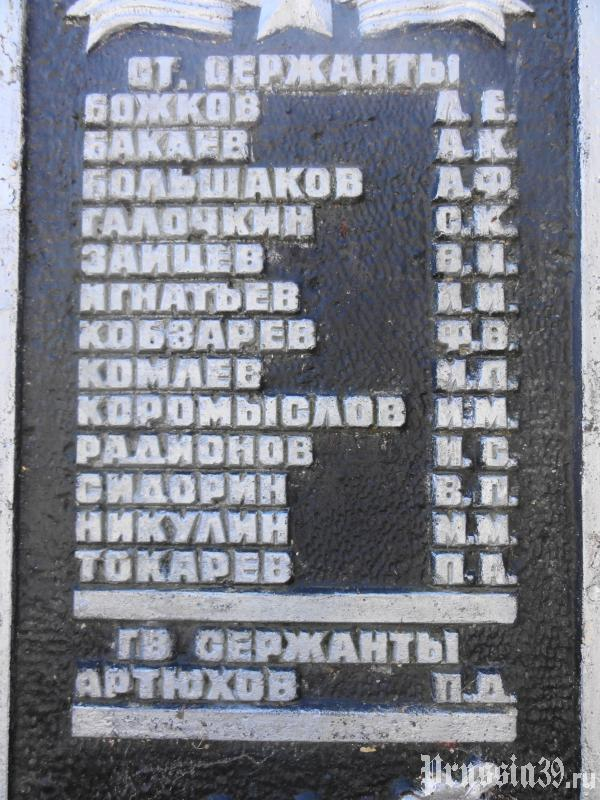 СТ. СЕРЖАНТЫ
БОЖКОВ А. Е.
БАКАЕВ А. К.
БОЛЬШАКОВ А. Ф.
ГАЛОЧКИН С. К.
ЗАЙЦЕВ В. И.
ИГНАТЬЕВ И. И.
КОБЗАРЕВ Ф. В.
КОМЛЕВ И. П.
КОРОМЫСЛОВ И. М.
РАДИОНОВ И. С.
СИДОРИН В. П.
НИКУЛИН М. М.
ТОКАРЕВ П. А.
ГВ СЕРЖАНТЫ
АРТЮХОВ П. Д.
Prussia39.ru